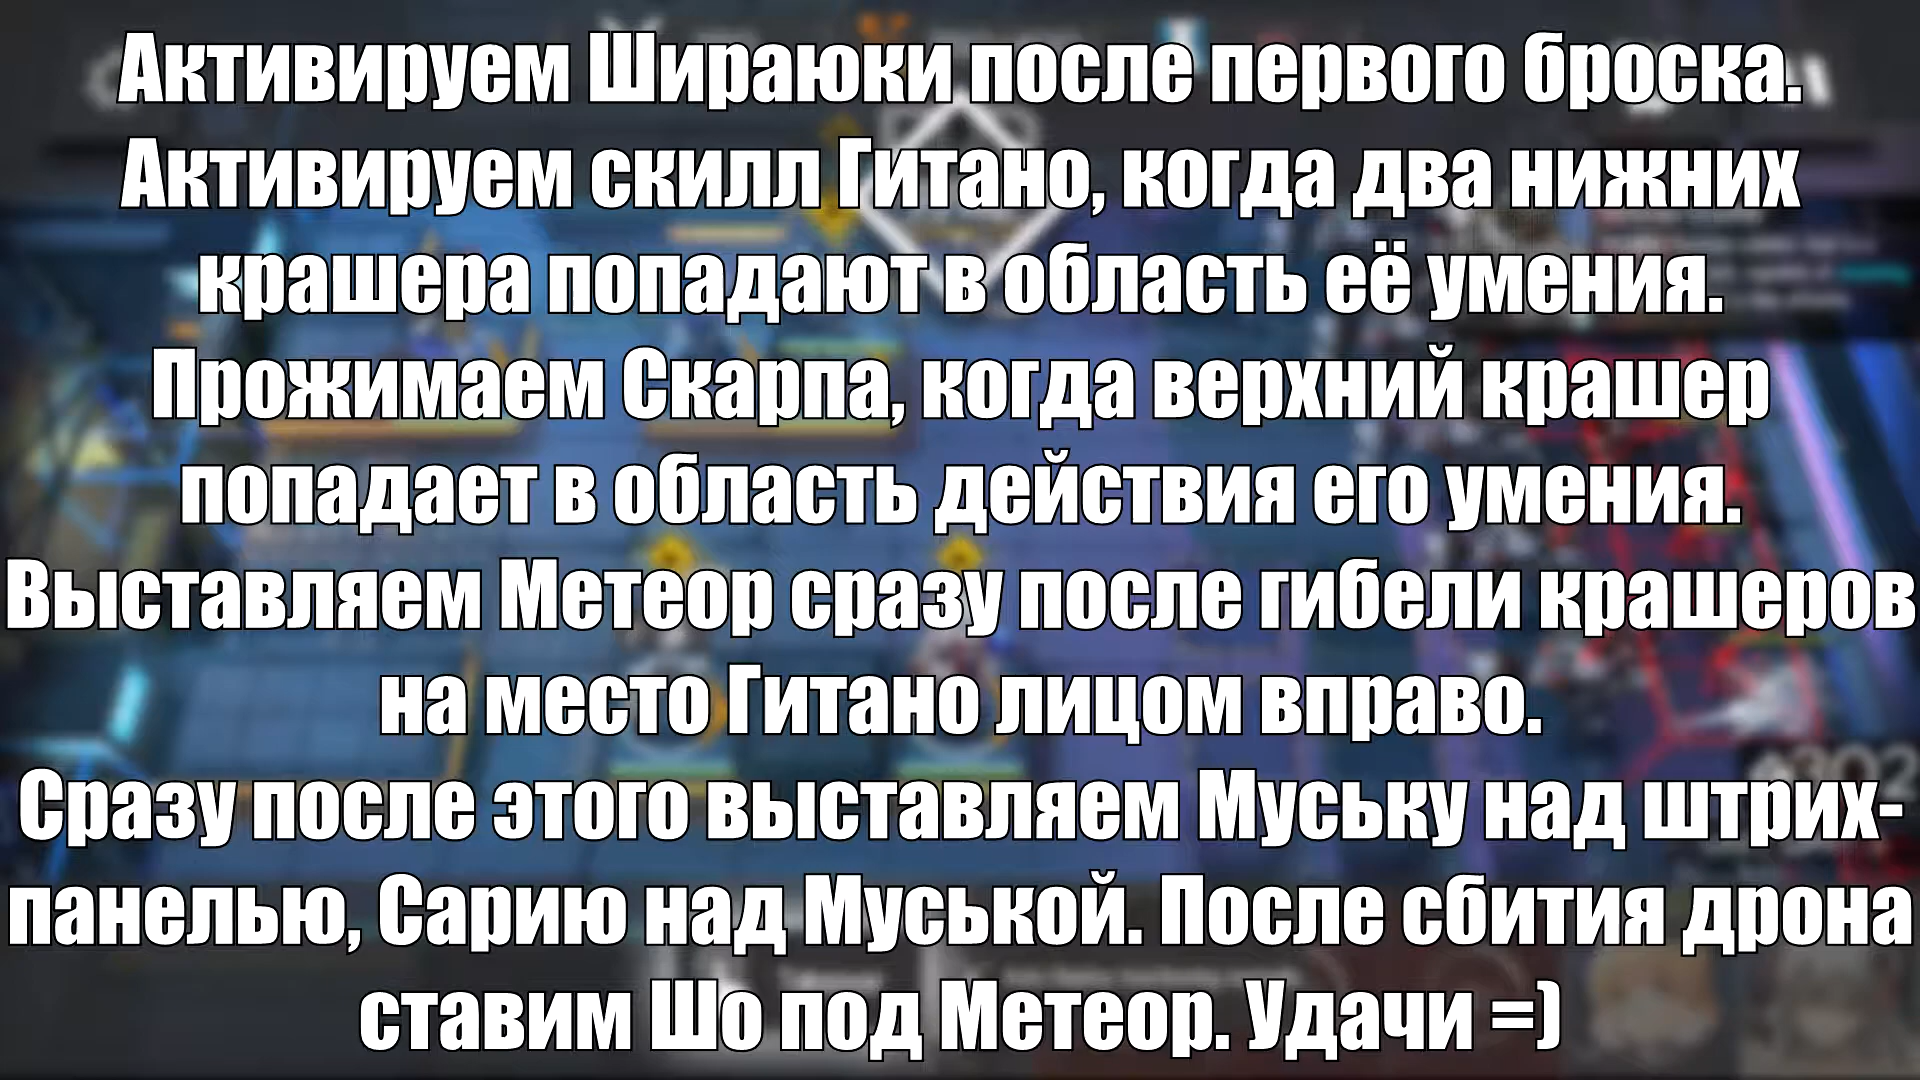 Активируем Шираюки после первого броска.
Активируем скилл Гитано, когда два нижних
крашера попадают в область её умения.
Прожимаем Скарпа, когда верхний крашер
попадает в область действия его умения.
Выставляем Метеор сразу после гибели крашеров
на место Гитано лицом вправо.
Сразу после этого выставляем Муську над штрих-
панелью, Сарию над Муськой. После сбития дрона
ставим Шо под Метеор. Удачи =)